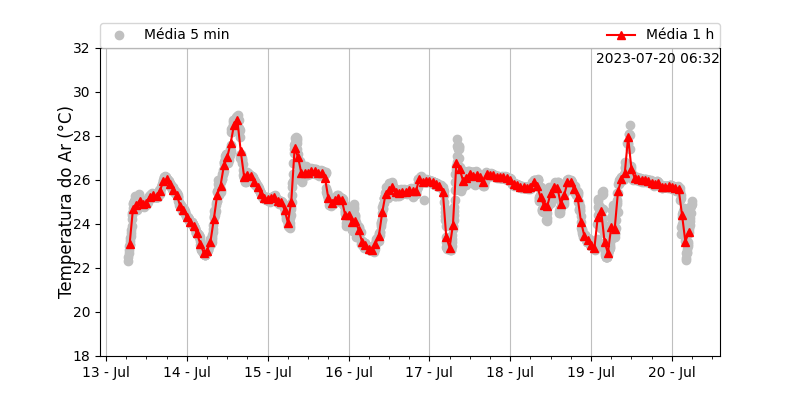 Média 5 min
Média 1 h
2023-07-20 06:32
Temperatura do Ar (°C)
32
30
28
26
24
22
20
18
13 - Jul
14 - Jul
15 - Jul
16 - Jul
17 - Jul
18 - Jul
19 - Jul
20 - Jul